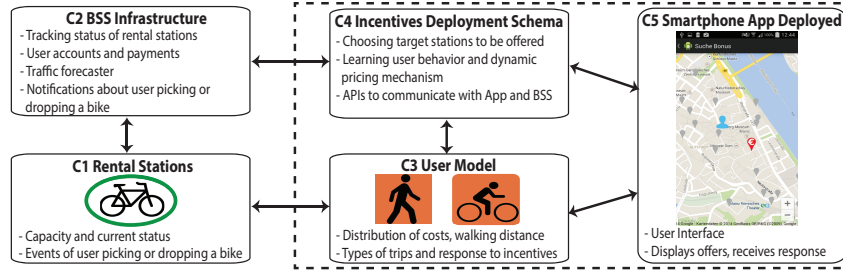 C2 BSS Infrastructure
- Tracking status of rental stations
- User accounts and payments
- Traffic forecaster
- Notifications about user picking or
dropping a bike
C4 Incentives Deployment Schema
- Choosing target stations to be offered
- Learning user behavior and dynamic
pricing mechanism
- APIs to communicate with App and BSS
C5 Smartphone App Deployed
12:44
Suche Bonus
- User Interface
- Displays offers, receives response
C1 Rental Stations
- Capacity and current status
- Events of user picking or dropping a bike
C3 User Model
- Distribution of costs, walking distance
- Types of trips and response to incentives